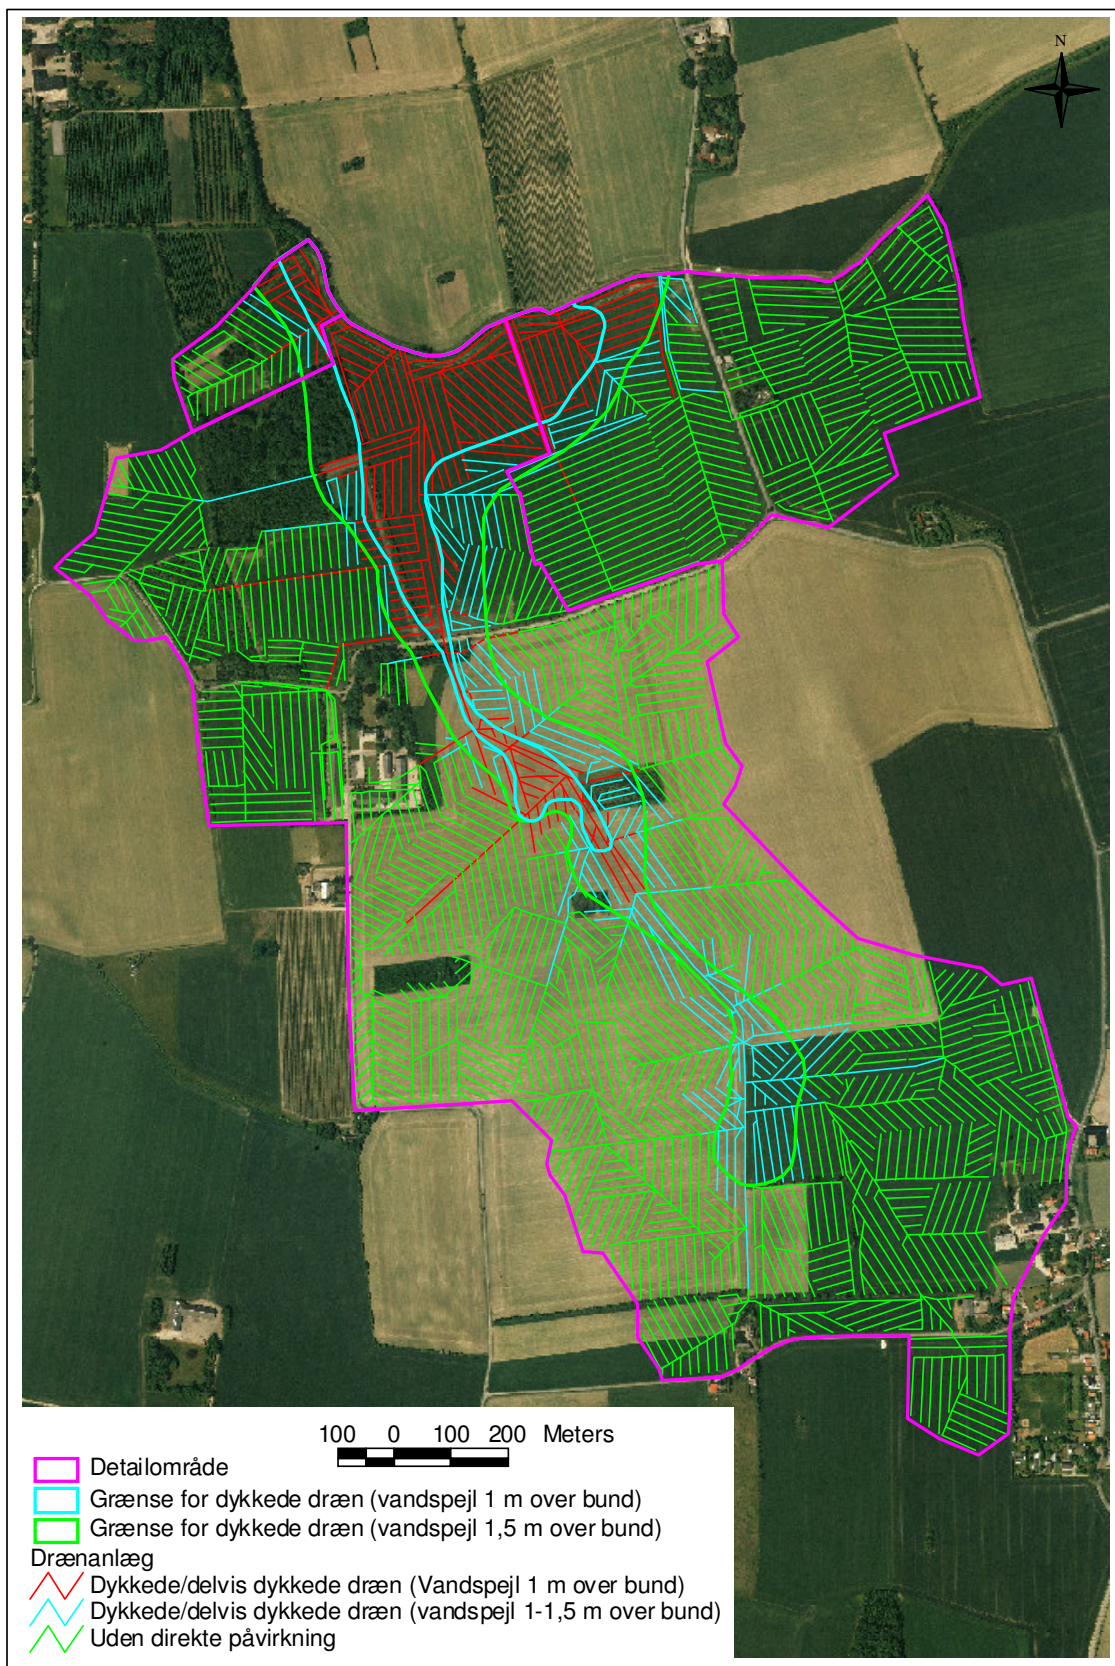 N
100 0 100 200 Meters
Detailområde
Grænse for dykkede dræn (vandspejl 1 m over bund)
Grænse for dykkede dræn (vandspejl 1,5 m over bund)
Drænanlæg
Dykkede/delvis dykkede dræn (Vandspejl 1 m over bund)
Dykkede/delvis dykkede dræn (vandspejl 1-1,5 m over bund)
Uden direkte påvirkning